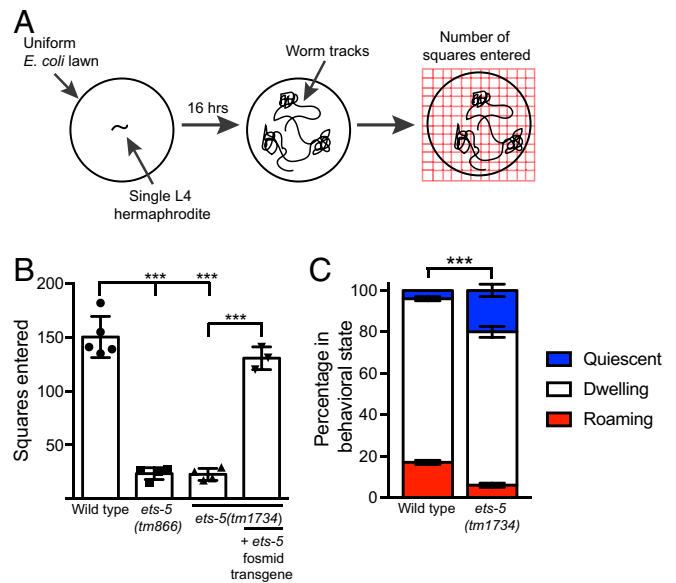 A
Uniform
E. coli lawn
Single L4
hermaphrodite
16 hrs
Worm tracks
Number of
squares entered
B
Squares entered
200
150
100
50
***
***
***
Wild type
ets-5
(tm866)
ets-5(tm1734)
+ ets-5
fosmid
transgene
C
Percentage in
behavioral state
100
80
60
40
20
0
***
Wild type
ets-5
(tm1734)
Quiescent
Dwelling
Roaming